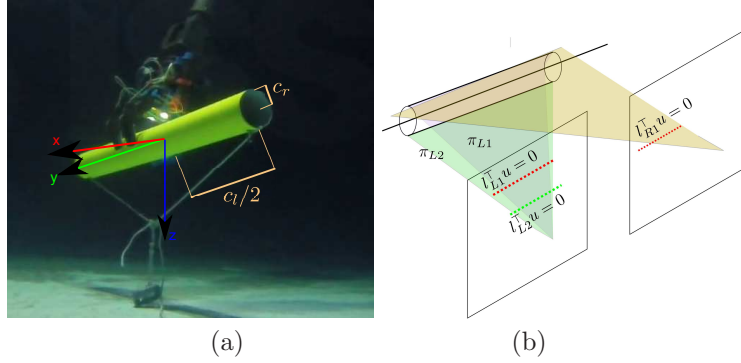 x
y
z
c_r
c_l/2
(a)
π_{L2}
π_{L1}
l_{L1}^⊤ u = 0
l_{L2}^⊤ u = 0
l_{R1}^⊤ u = 0
(b)